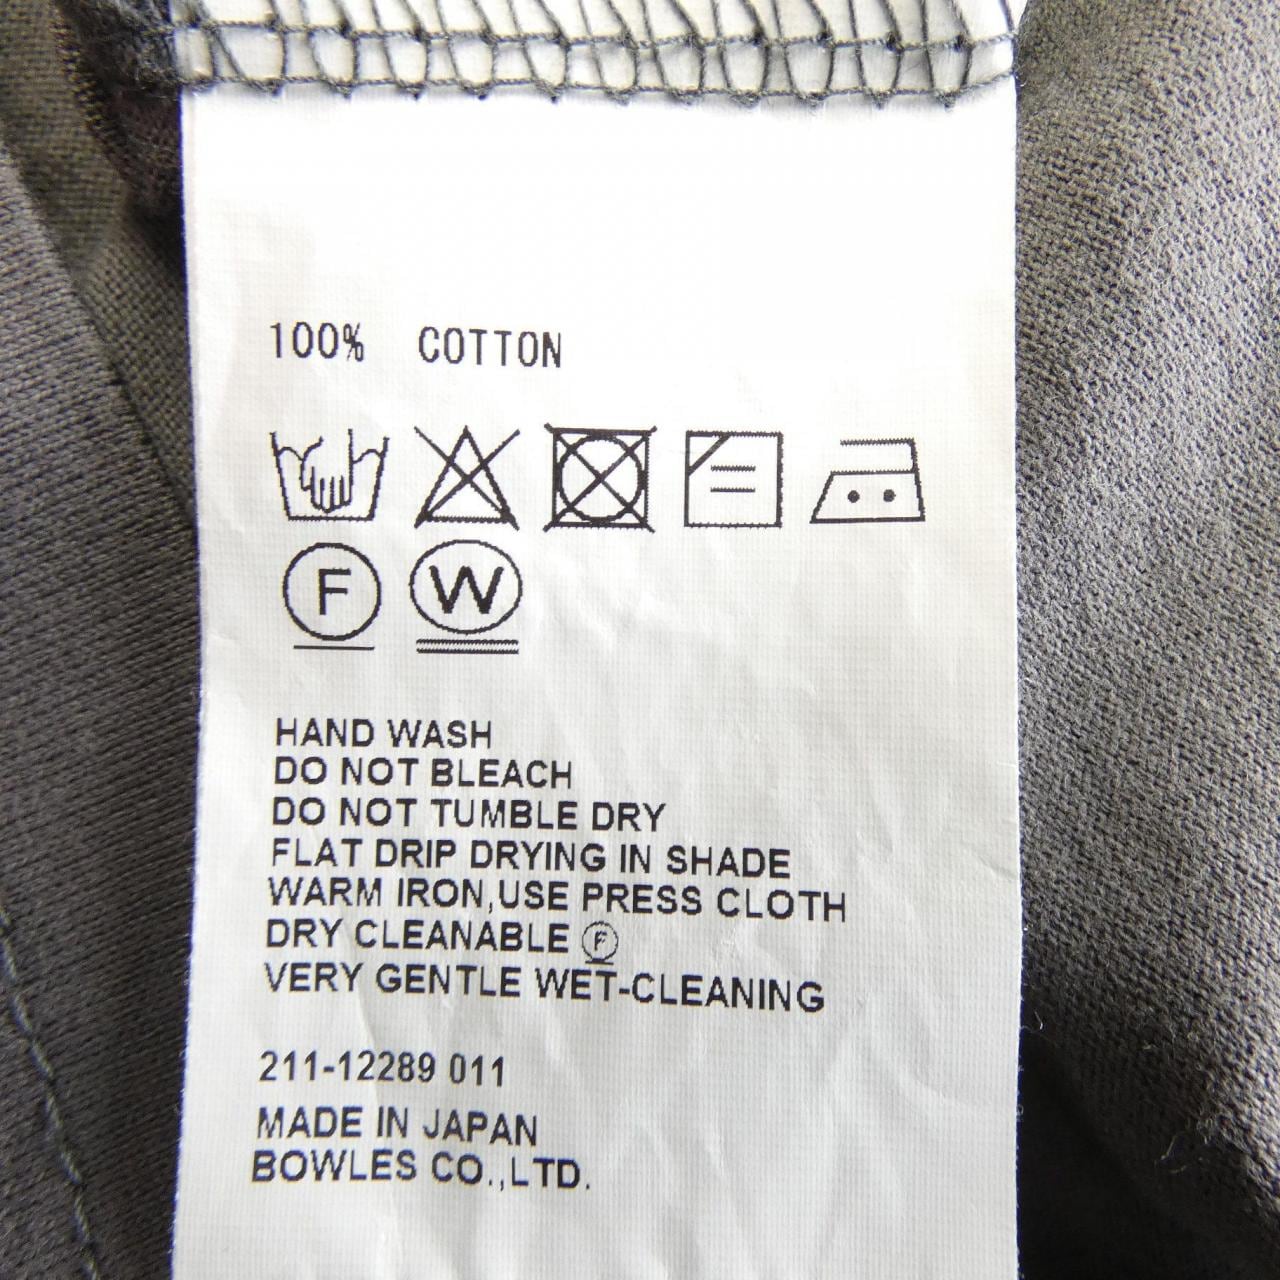 100% COTTON
F W
HAND WASH
DO NOT BLEACH
DO NOT TUMBLE DRY
FLAT DRIP DRYING IN SHADE
WARM IRON,USE PRESS CLOTH
DRY CLEANABLE Ⓕ
VERY GENTLE WET-CLEANING
211-12289 011
MADE IN JAPAN
BOWLES CO.,LTD.